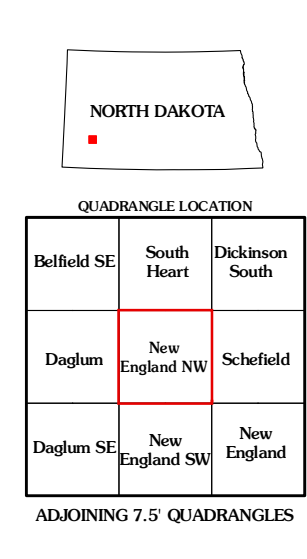 NORTH DAKOTA
QUADRANGLE LOCATION
Belfield SE
South
Heart
Dickinson
South
Daglum
New
England NW
Schefield
Daglum SE
New
England SW
New
England
ADJOINING 7.5' QUADRANGLES